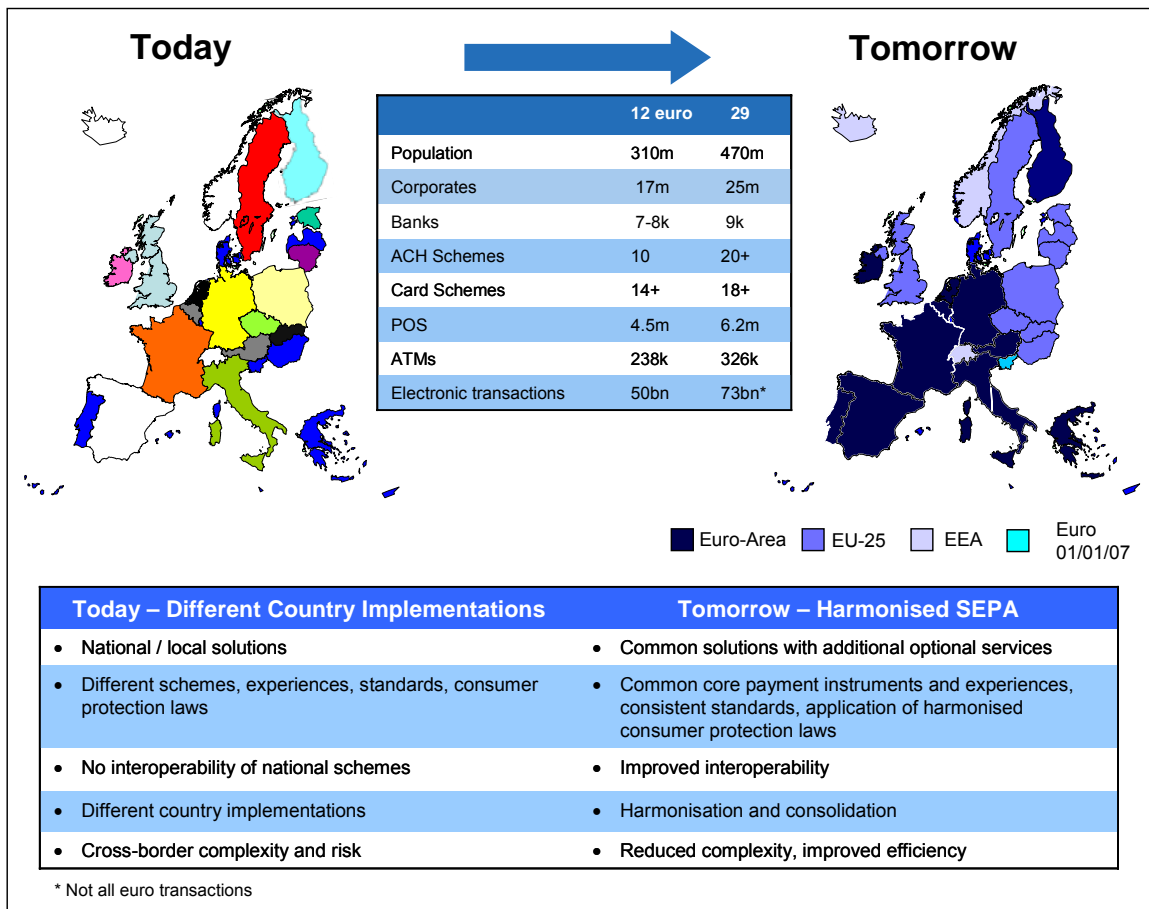 Today
Tomorrow
12 euro 29
Population 310m 470m
Corporates 17m 25m
Banks 7-8k 9k
ACH Schemes 10 20+
Card Schemes 14+ 18+
POS 4.5m 6.2m
ATMs 238k 326k
Electronic transactions 50bn 73bn*
Euro-Area EU-25 EEA Euro
01/01/07
Today – Different Country Implementations Tomorrow – Harmonised SEPA
• National / local solutions • Common solutions with additional optional services
• Different schemes, experiences, standards, consumer • Common core payment instruments and experiences,
protection laws consistent standards, application of harmonised
consumer protection laws
• No interoperability of national schemes • Improved interoperability
• Different country implementations • Harmonisation and consolidation
• Cross-border complexity and risk • Reduced complexity, improved efficiency
* Not all euro transactions